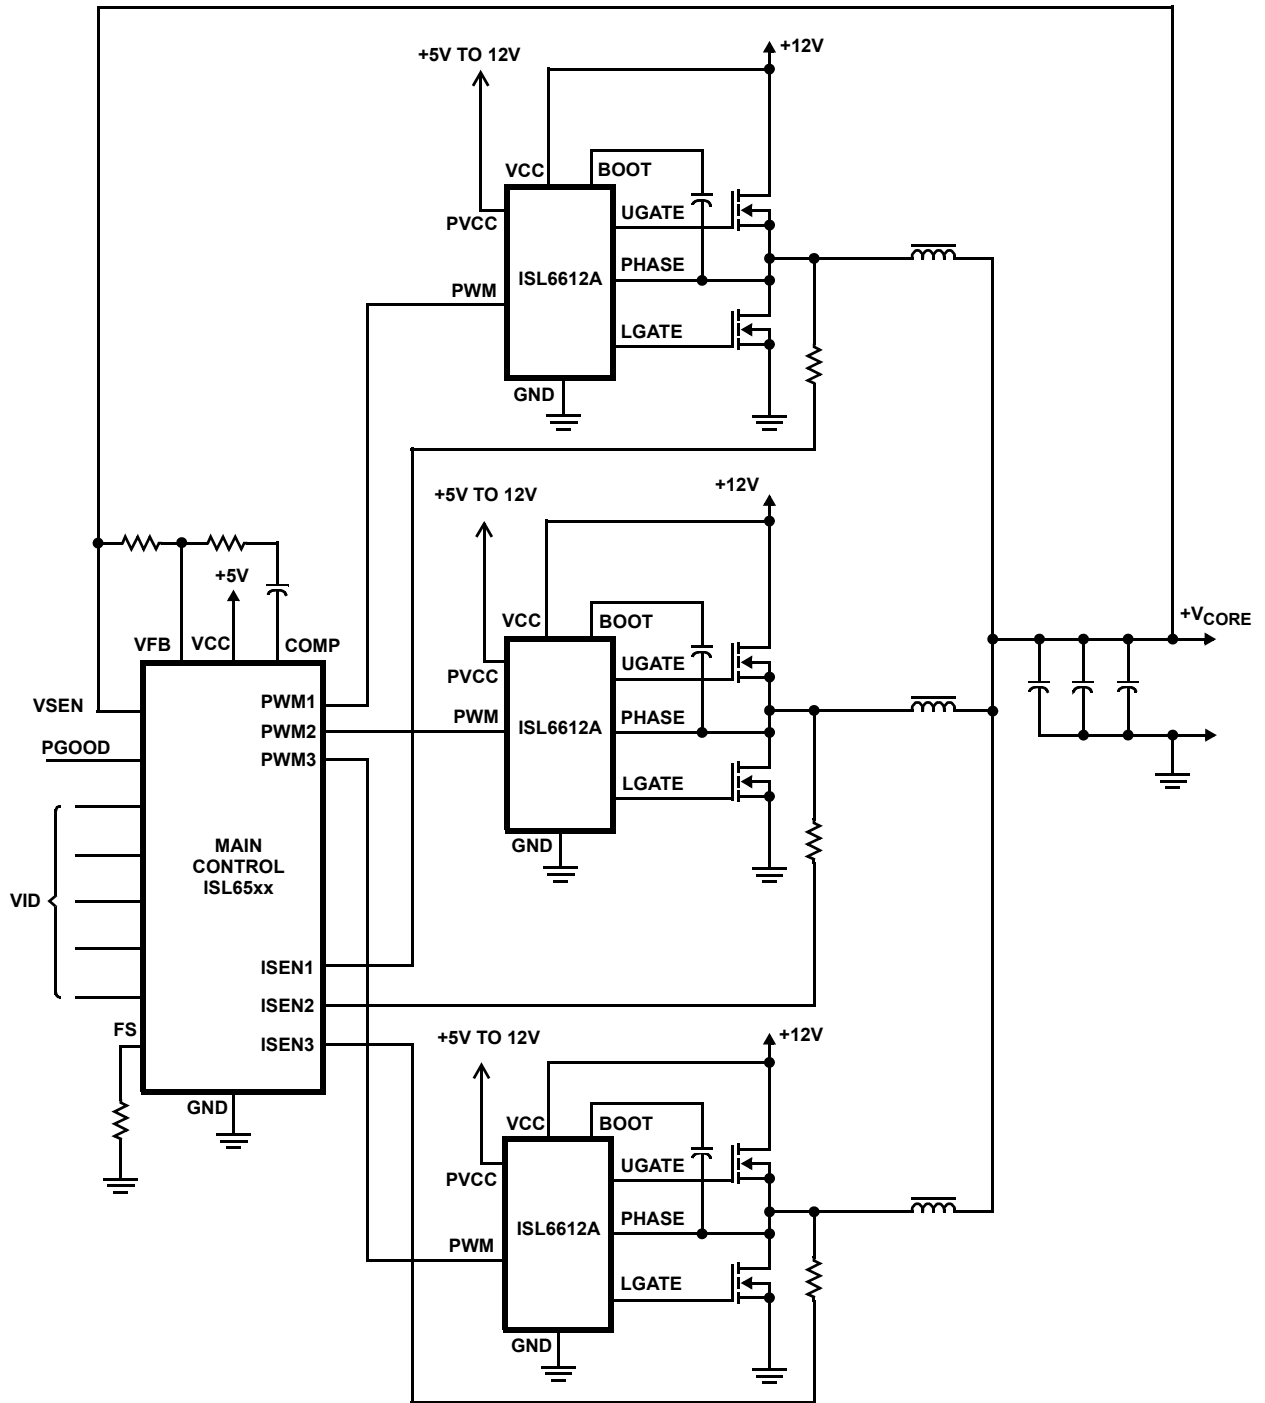 +5V TO 12V
+12V
VCC
BOOT
PVCC
UGATE
PHASE
ISL6612A
PWM
LGATE
GND
+5V TO 12V
+12V
+5V
VCC
BOOT
PVCC
UGATE
PWM
PHASE
ISL6612A
LGATE
GND
+VCORE
VFB
VCC
COMP
VSEN
PWM1
PWM2
PGOOD
PWM3
MAIN
CONTROL
ISL65xx
VID
ISEN1
ISEN2
FS
ISEN3
GND
+5V TO 12V
+12V
VCC
BOOT
PVCC
UGATE
PHASE
ISL6612A
PWM
LGATE
GND